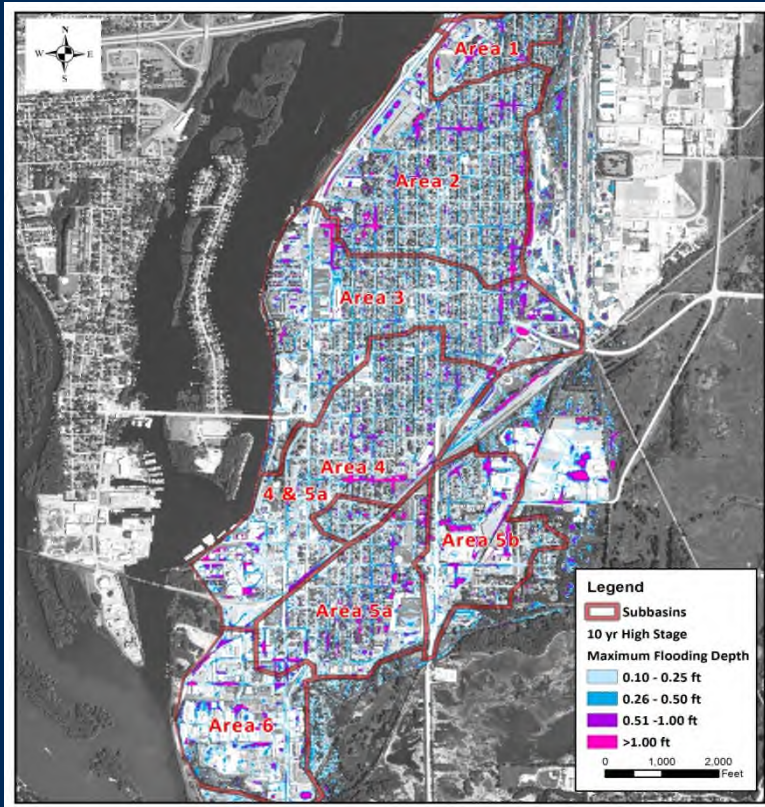 N
W E
S
Area 1
Area 2
Area 3
Area 4
4 & 5a
Area 5b
Area 5a
Area 6
Legend
Subbasins
10 yr High Stage
Maximum Flooding Depth
0.10 - 0.25 ft
0.26 - 0.50 ft
0.51 -1.00 ft
>1.00 ft
0 1,000 2,000
Feet